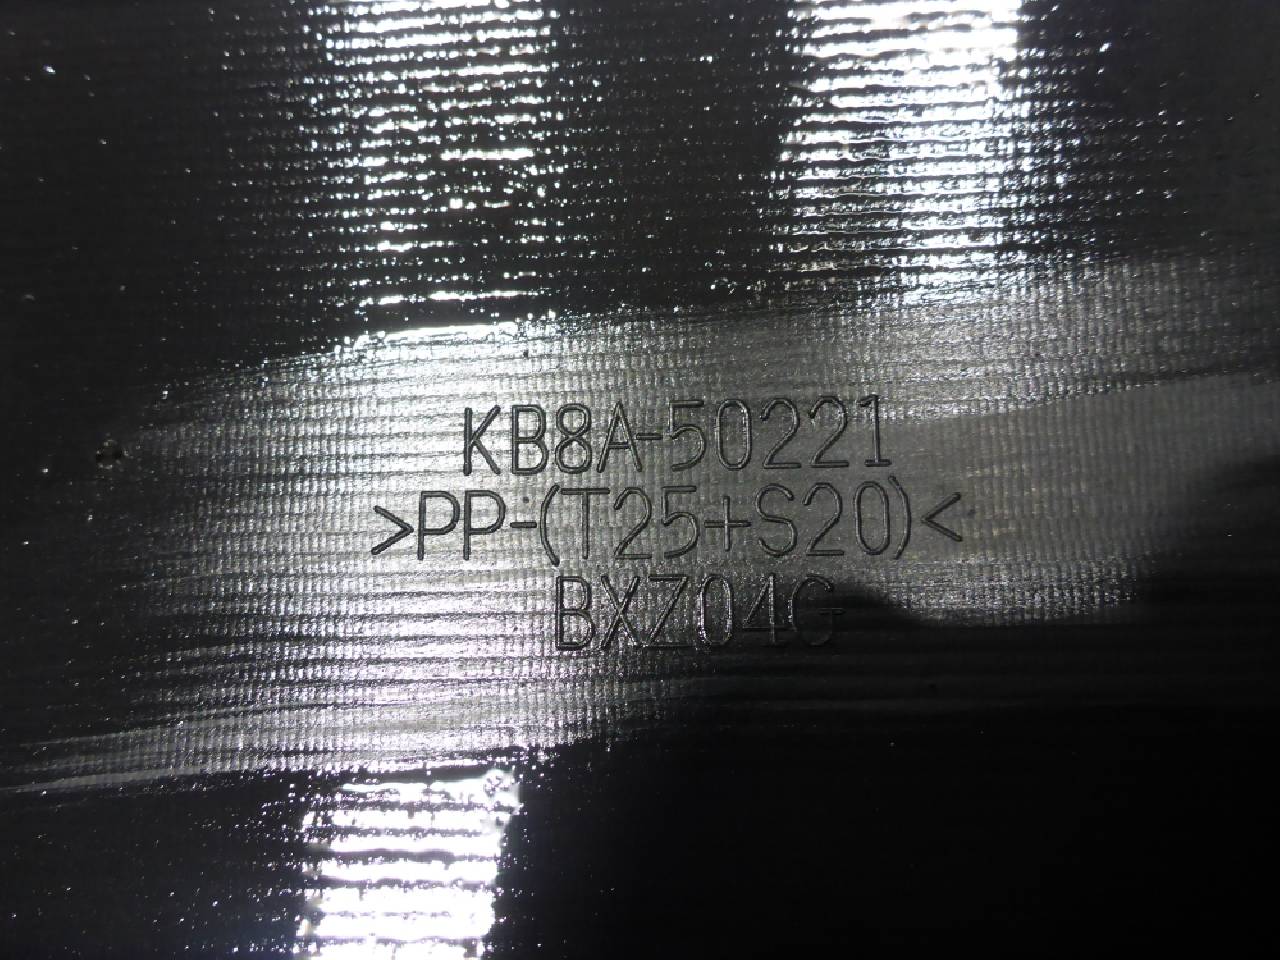 KB8A-50221
>PP-(T25+S20)<
BXZ04G